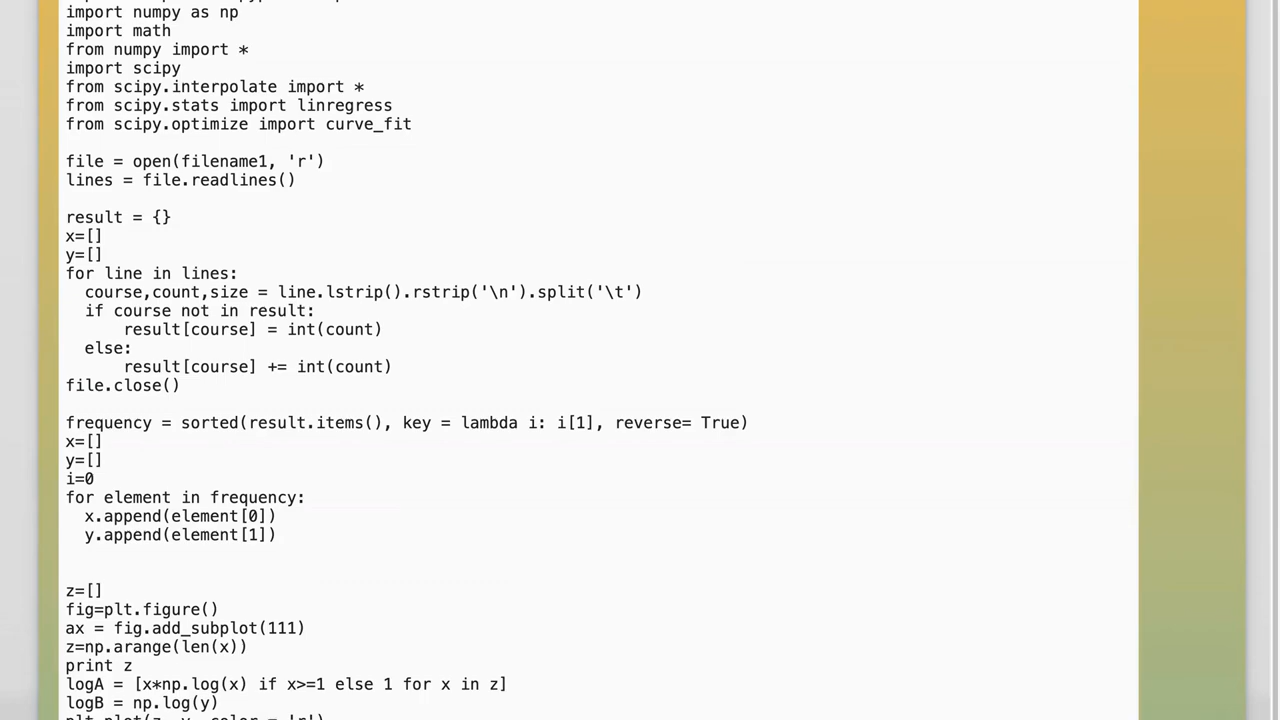 import numpy as np
import math
from numpy import *
import scipy
from scipy.interpolate import *
from scipy.stats import linregress
from scipy.optimize import curve_fit
file = open(filename1, 'r')
lines = file.readlines()
result = {}
x=[]
y=[]
for line in lines:
course,count,size = line.lstrip().rstrip('\n').split('\t')
if course not in result:
result[course] = int(count)
else:
result[course] += int(count)
file.close()
frequency = sorted(result.items(), key = lambda i: i[1], reverse= True)
x=[]
y=[]
i=0
for element in frequency:
x.append(element[0])
y.append(element[1])
z=[]
fig=plt.figure()
ax = fig.add_subplot(111)
z=np.arange(len(x))
print z
logA = [x*np.log(x) if x>=1 else 1 for x in z]
logB = np.log(y)
plt.plot(z, y, color = 'r')